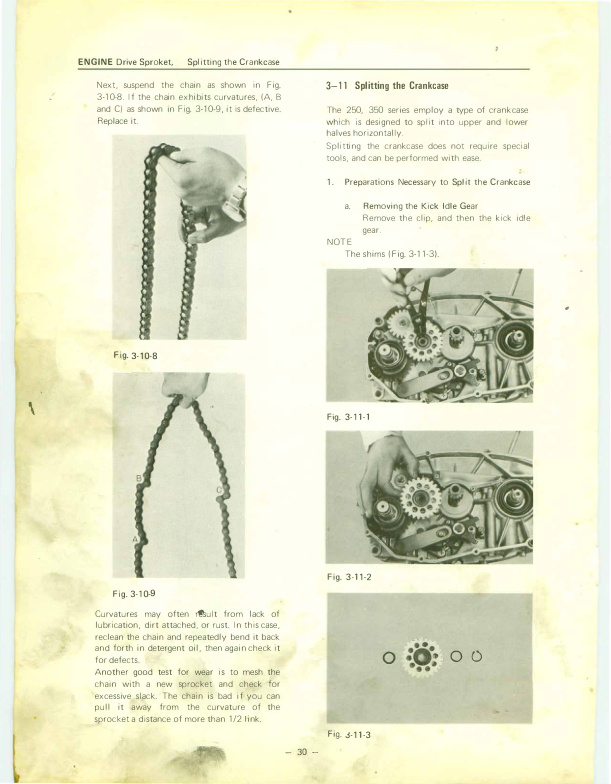 ENGINE Drive Sproket, Splitting the Crankcase
Next, suspend the chain as shown in Fig.
3-10-8. If the chain exhibits curvatures, (A, B
and C) as shown in Fig. 3-10-9, it is defective.
Replace it.
Fig. 3-10-8
B
C
A
Fig. 3-10-9
Curvatures may often result from lack of
lubrication, dirt attached, or rust. In this case,
reclean the chain and repeatedly bend it back
and forth in detergent oil, then again check it
for defects.
Another good test for wear is to mesh the
chain with a new sprocket and check for
excessive slack. The chain is bad if you can
pull it away from the curvature of the
sprocket a distance of more than 1/2 link.
3-11 Splitting the Crankcase
The 250, 350 series employ a type of crankcase
which is designed to split into upper and lower
halves horizontally.
Splitting the crankcase does not require special
tools, and can be performed with ease.
1. Preparations Necessary to Split the Crankcase
a. Removing the Kick Idle Gear
Remove the clip, and then the kick idle
gear.
NOTE
The shims (Fig. 3-11-3).
Fig. 3-11-1
Fig. 3-11-2
Fig. 3-11-3
- 30 -